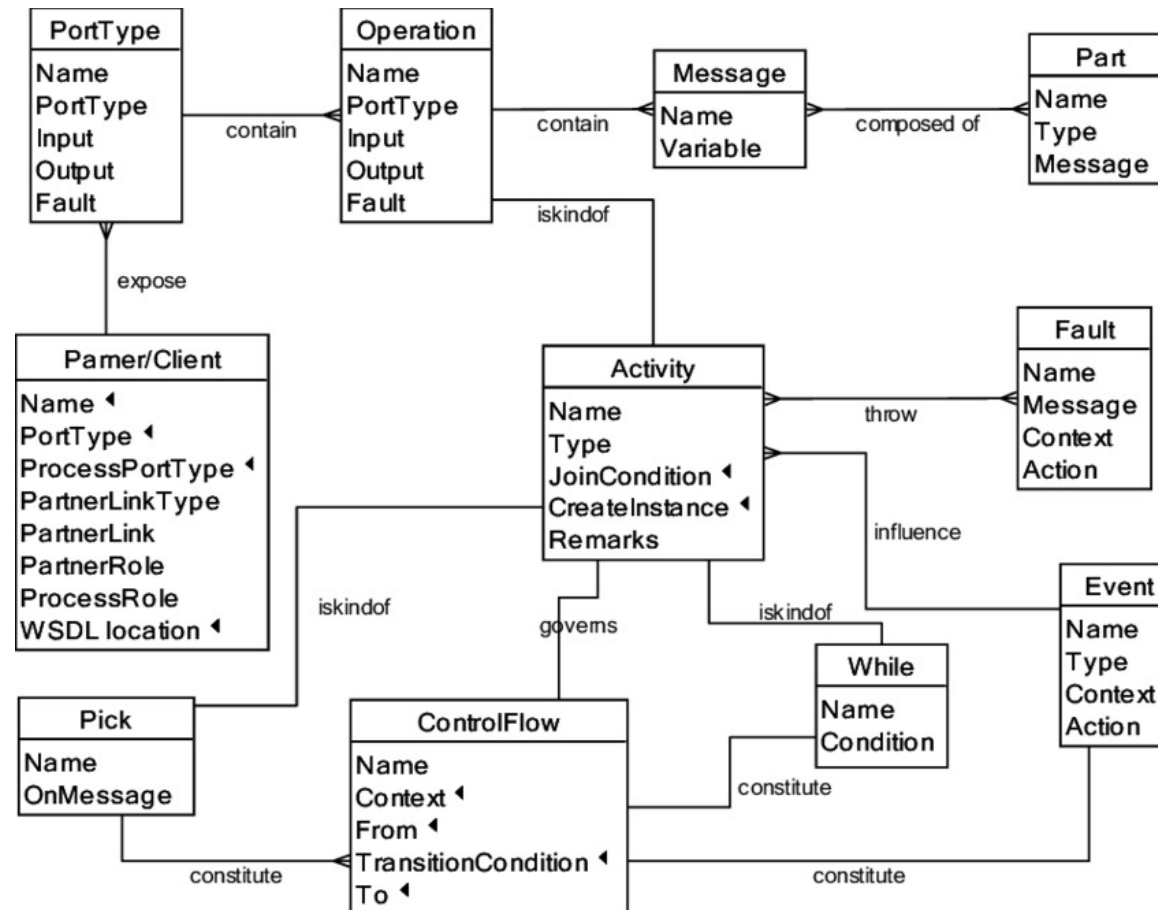 PortType
Name
PortType
Input
Output
Fault
contain
Operation
Name
PortType
Input
Output
Fault
contain
Message
Name
Variable
composed of
Part
Name
Type
Message
iskindof
expose
Parner/Client
Name
PortType
ProcessPortType
PartnerLinkType
PartnerLink
PartnerRole
ProcessRole
WSDL location
Activity
Name
Type
JoinCondition
CreateInstance
Remarks
throw
Fault
Name
Message
Context
Action
influence
iskindof
governs
iskindof
Event
Name
Type
Context
Action
While
Name
Condition
Pick
Name
OnMessage
ControlFlow
Name
Context
From
TransitionCondition
To
constitute
constitute
constitute